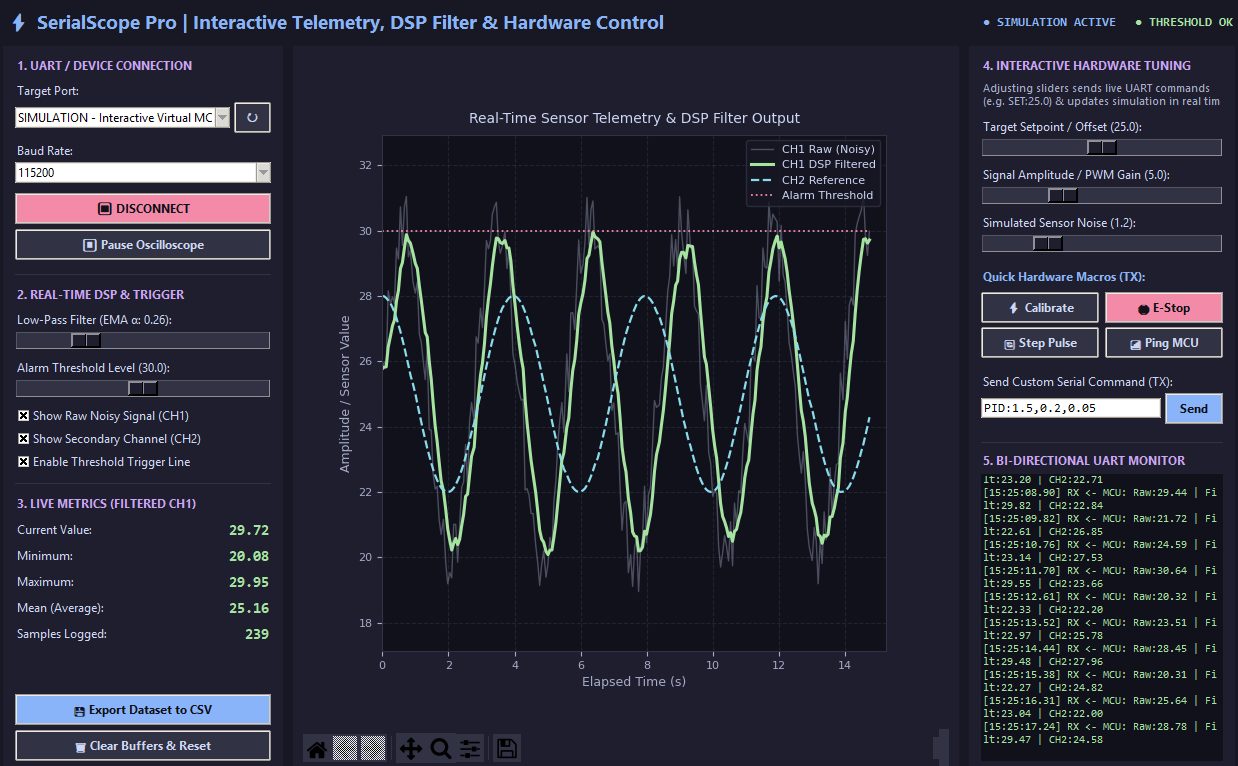 SerialScope Pro | Interactive Telemetry, DSP Filter & Hardware Control
● SIMULATION ACTIVE
● THRESHOLD OK
1. UART / DEVICE CONNECTION
Target Port:
SIMULATION - Interactive Virtual MC
Baud Rate:
115200
DISCONNECT
Pause Oscilloscope
2. REAL-TIME DSP & TRIGGER
Low-Pass Filter (EMA α: 0.26):
Alarm Threshold Level (30.0):
Show Raw Noisy Signal (CH1)
Show Secondary Channel (CH2)
Enable Threshold Trigger Line
3. LIVE METRICS (FILTERED CH1)
Current Value: 29.72
Minimum: 20.08
Maximum: 29.95
Mean (Average): 25.16
Samples Logged: 239
Export Dataset to CSV
Clear Buffers & Reset
Real-Time Sensor Telemetry & DSP Filter Output
CH1 Raw (Noisy)
CH1 DSP Filtered
CH2 Reference
Alarm Threshold
Amplitude / Sensor Value
32
30
28
26
24
22
20
18
0 2 4 6 8 10 12 14
Elapsed Time (s)
4. INTERACTIVE HARDWARE TUNING
Adjusting sliders sends live UART commands
(e.g. SET:25.0) & updates simulation in real tim
Target Setpoint / Offset (25.0):
Signal Amplitude / PWM Gain (5.0):
Simulated Sensor Noise (1.2):
Quick Hardware Macros (TX):
Calibrate
E-Stop
Step Pulse
Ping MCU
Send Custom Serial Command (TX):
PID:1.5,0.2,0.05
Send
5. BI-DIRECTIONAL UART MONITOR
lt:23.20 | CH2:22.71
[15:25:08.90] RX <- MCU: Raw:29.44 | Fi
lt:29.82 | CH2:22.84
[15:25:09.82] RX <- MCU: Raw:21.72 | Fi
lt:22.61 | CH2:26.85
[15:25:10.76] RX <- MCU: Raw:24.59 | Fi
lt:23.14 | CH2:27.53
[15:25:11.70] RX <- MCU: Raw:30.64 | Fi
lt:29.55 | CH2:23.66
[15:25:12.61] RX <- MCU: Raw:20.32 | Fi
lt:22.33 | CH2:22.20
[15:25:13.52] RX <- MCU: Raw:23.51 | Fi
lt:22.97 | CH2:25.78
[15:25:14.44] RX <- MCU: Raw:28.45 | Fi
lt:29.48 | CH2:27.96
[15:25:15.38] RX <- MCU: Raw:20.31 | Fi
lt:22.27 | CH2:24.82
[15:25:16.31] RX <- MCU: Raw:25.64 | Fi
lt:23.04 | CH2:22.00
[15:25:17.24] RX <- MCU: Raw:28.78 | Fi
lt:29.47 | CH2:24.58